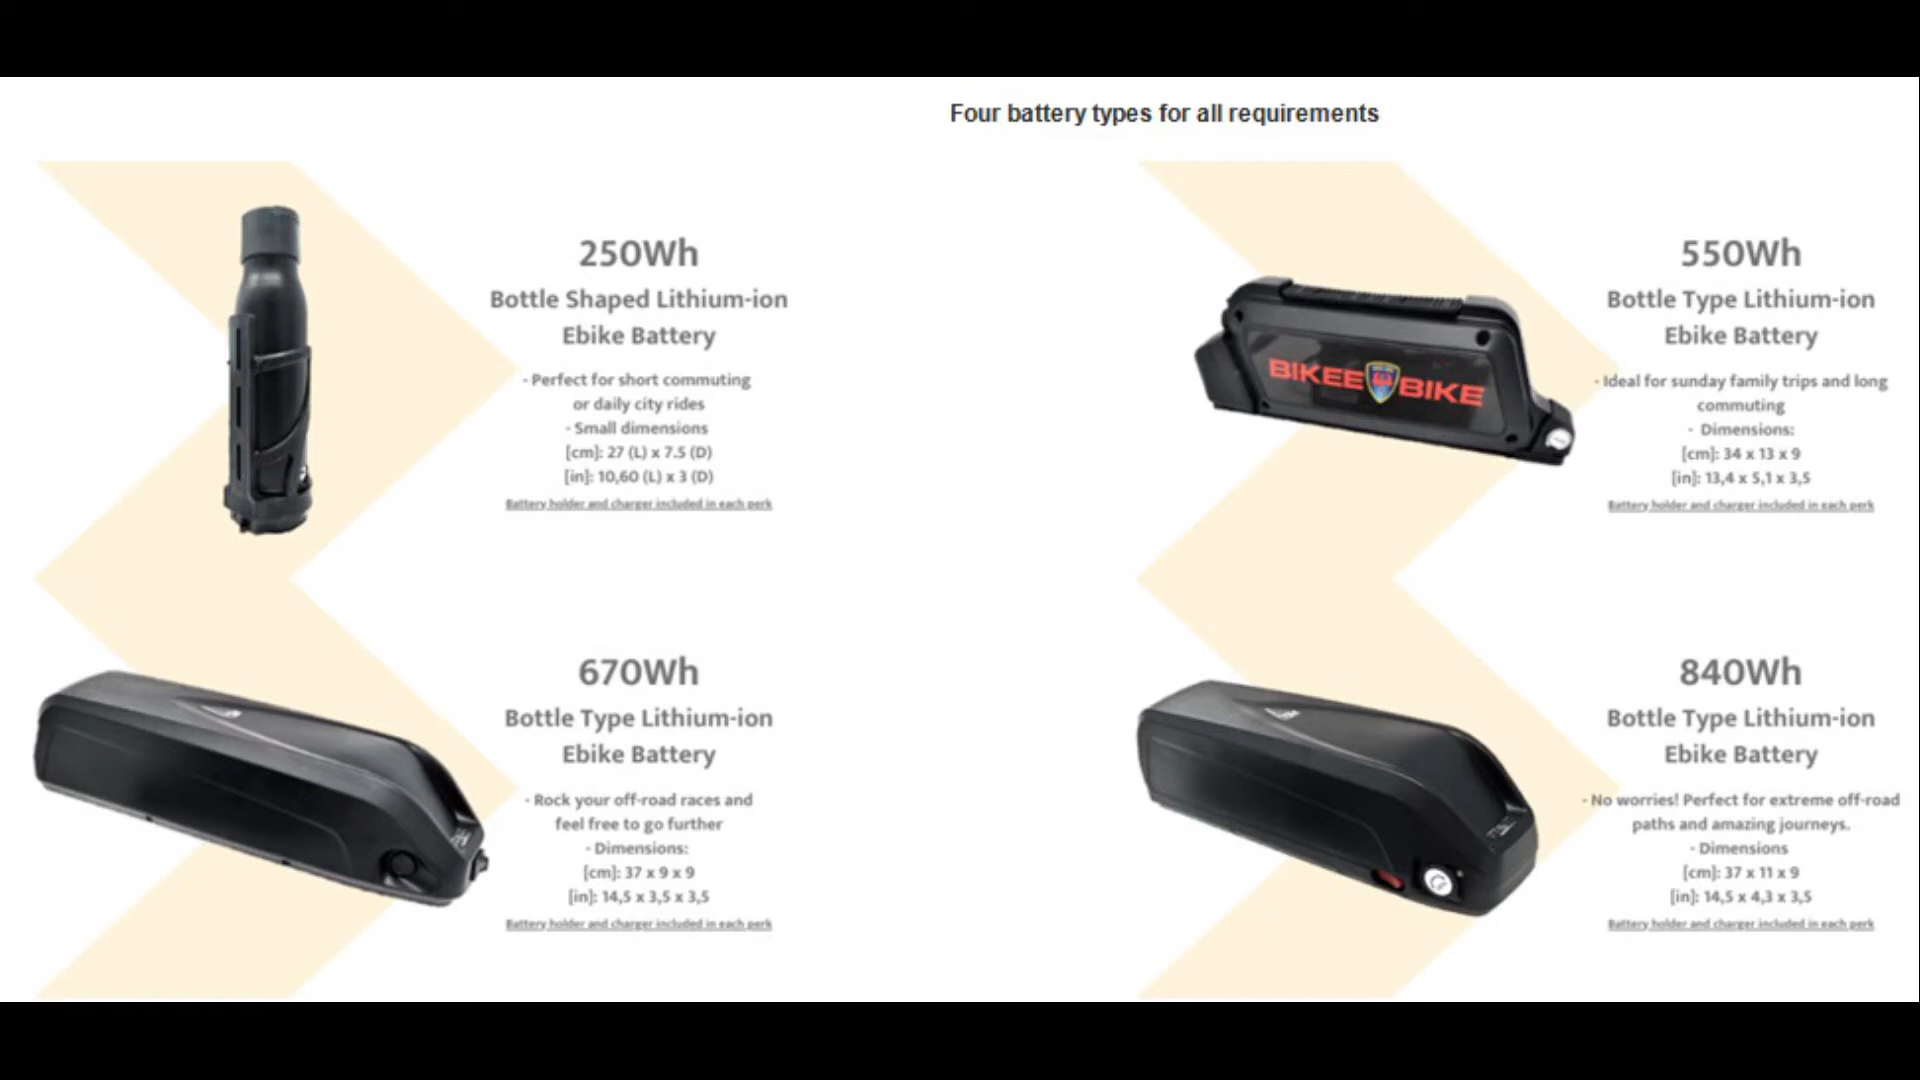 Four battery types for all requirements
250Wh
Bottle Shaped Lithium-ion
Ebike Battery
- Perfect for short commuting
or daily city rides
- Small dimensions
[cm]: 27 (L) x 7.5 (D)
[in]: 10,60 (L) x 3 (D)
Battery holder and charger included in each perk
BIKEE BIKE
550Wh
Bottle Type Lithium-ion
Ebike Battery
- Ideal for sunday family trips and long
commuting
- Dimensions:
[cm]: 34 x 13 x 9
[in]: 13,4 x 5,1 x 3,5
Battery holder and charger included in each perk
670Wh
Bottle Type Lithium-ion
Ebike Battery
- Rock your off-road races and
feel free to go further
- Dimensions:
[cm]: 37 x 9 x 9
[in]: 14,5 x 3,5 x 3,5
Battery holder and charger included in each perk
840Wh
Bottle Type Lithium-ion
Ebike Battery
- No worries! Perfect for extreme off-road
paths and amazing journeys.
- Dimensions
[cm]: 37 x 11 x 9
[in]: 14,5 x 4,3 x 3,5
Battery holder and charger included in each perk